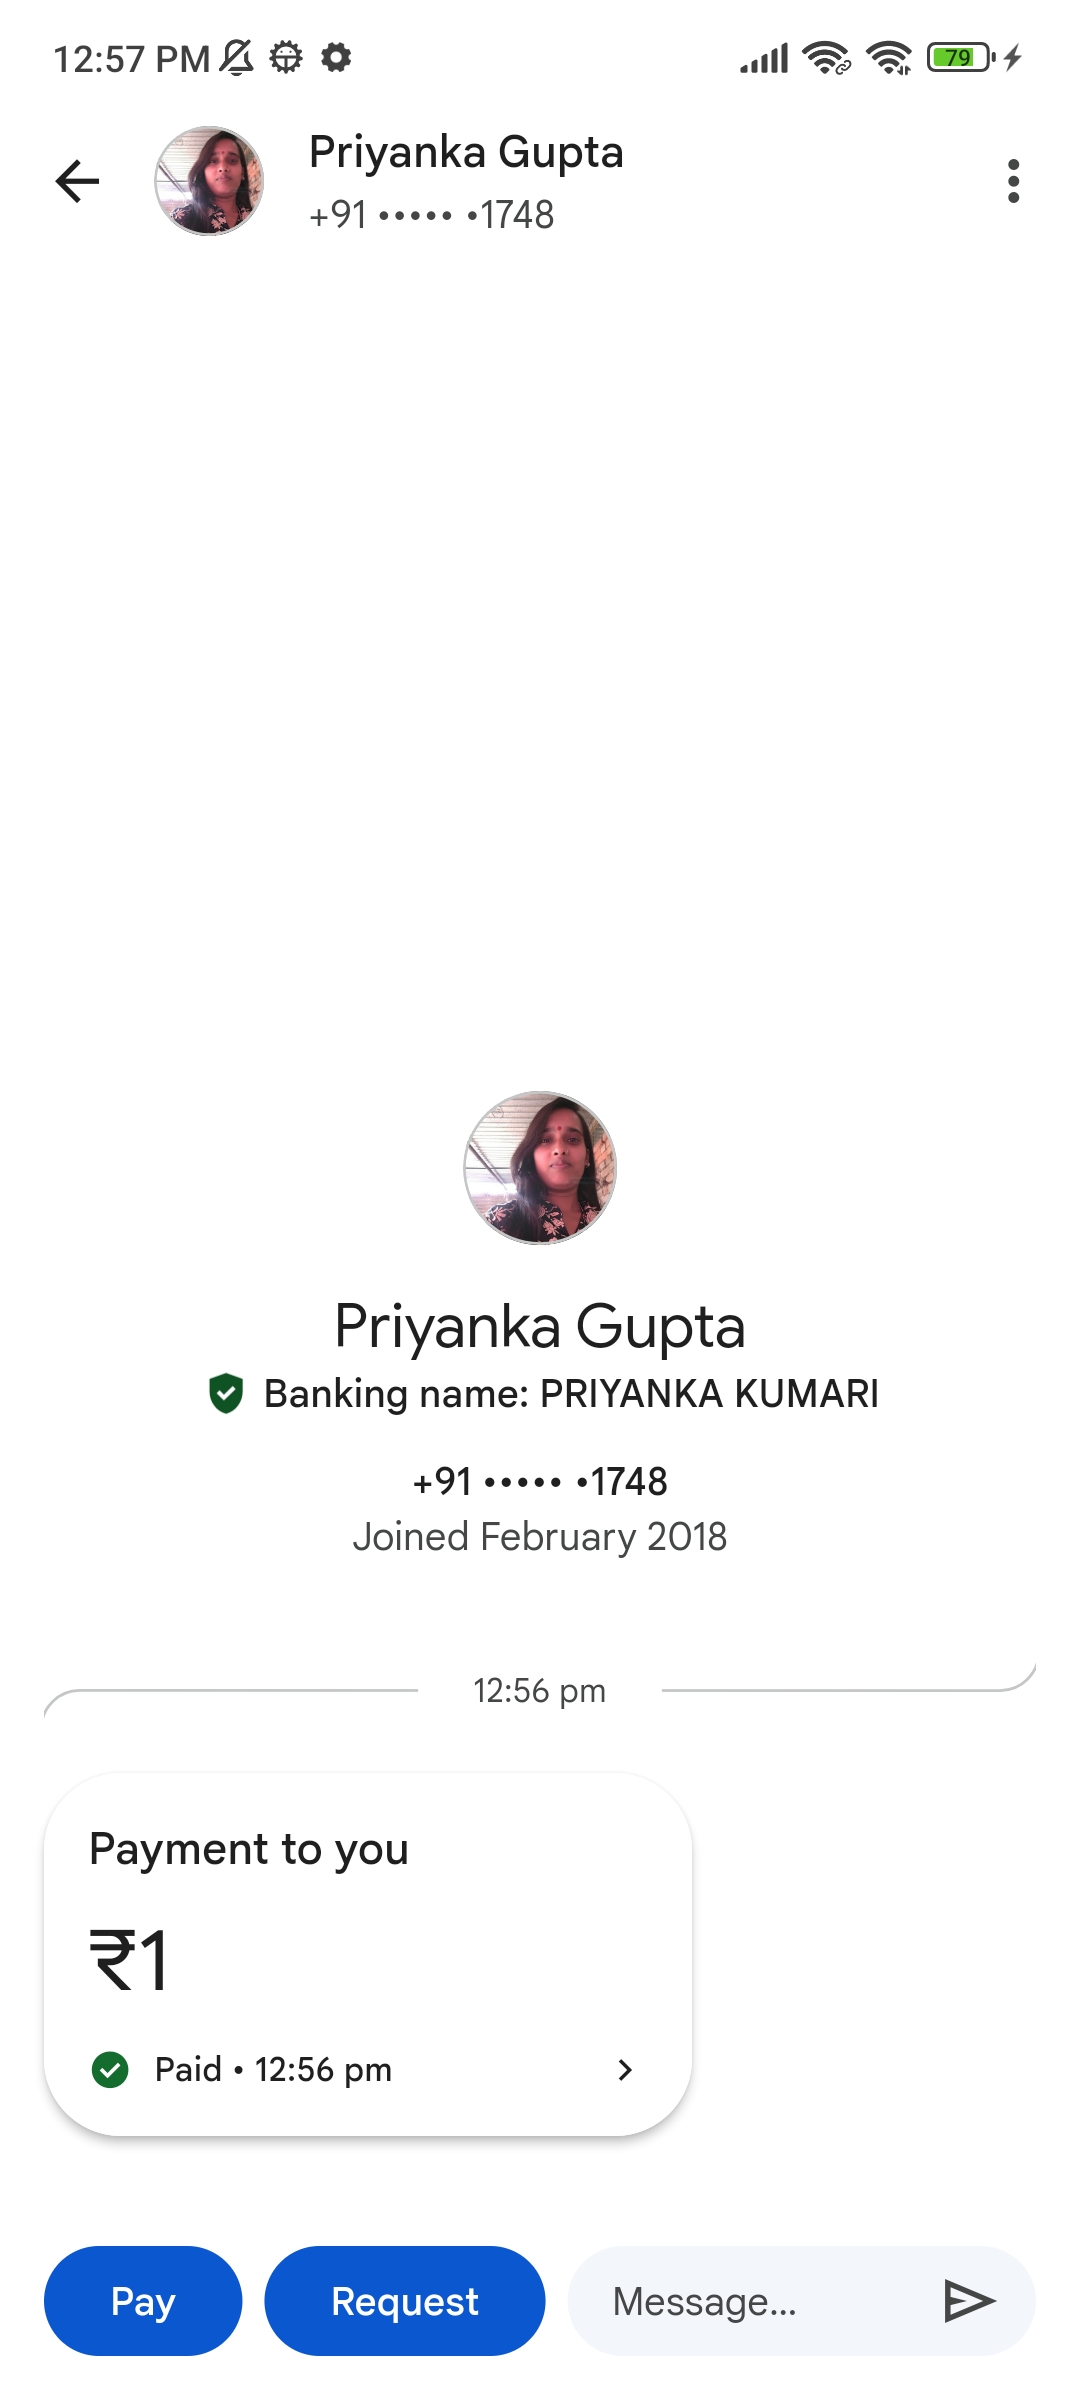 12:57 PM
79
Priyanka Gupta
+91 ••••• •1748
Priyanka Gupta
Banking name: PRIYANKA KUMARI
+91 ••••• •1748
Joined February 2018
12:56 pm
Payment to you
₹1
Paid • 12:56 pm
Pay
Request
Message...